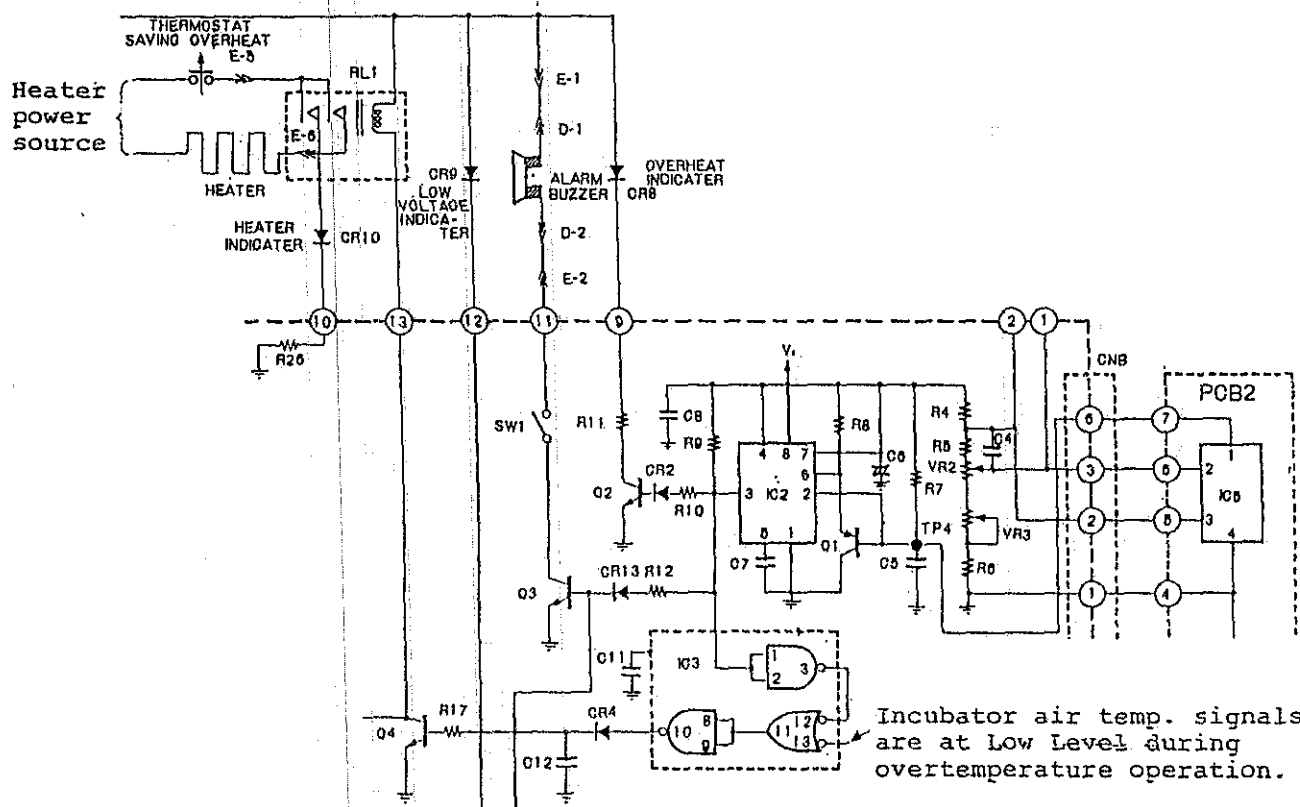 THERMOSTAT
SAVING OVERHEAT
E-5
Heater
power
source
RL1
E-6
HEATER
HEATER
INDICATER
CR10
CR9
LOW
VOLTAGE
INDICA-
TER
E-1
D-1
ALARM
BUZZER
D-2
E-2
OVERHEAT
INDICATER
CR8
10
13
12
11
9
2
1
R26
CNB
PCB2
SW1
R11
C8
R9
V₁
R8
C6
R4
R5
C4
VR2
R7
TP4
VR3
R6
6
3
2
1
7
6
5
4
1
2
IC5
3
4
Q2
CR2
R10
4
8
7
6
3
IC2
2
5
1
C7
Q1
C5
Q3
CR13
R12
C11
IC3
1
2
3
R17
CR4
Q4
C12
10
8
9
11
12
13
Incubator air temp. signals
are at Low Level during
overtemperature operation.